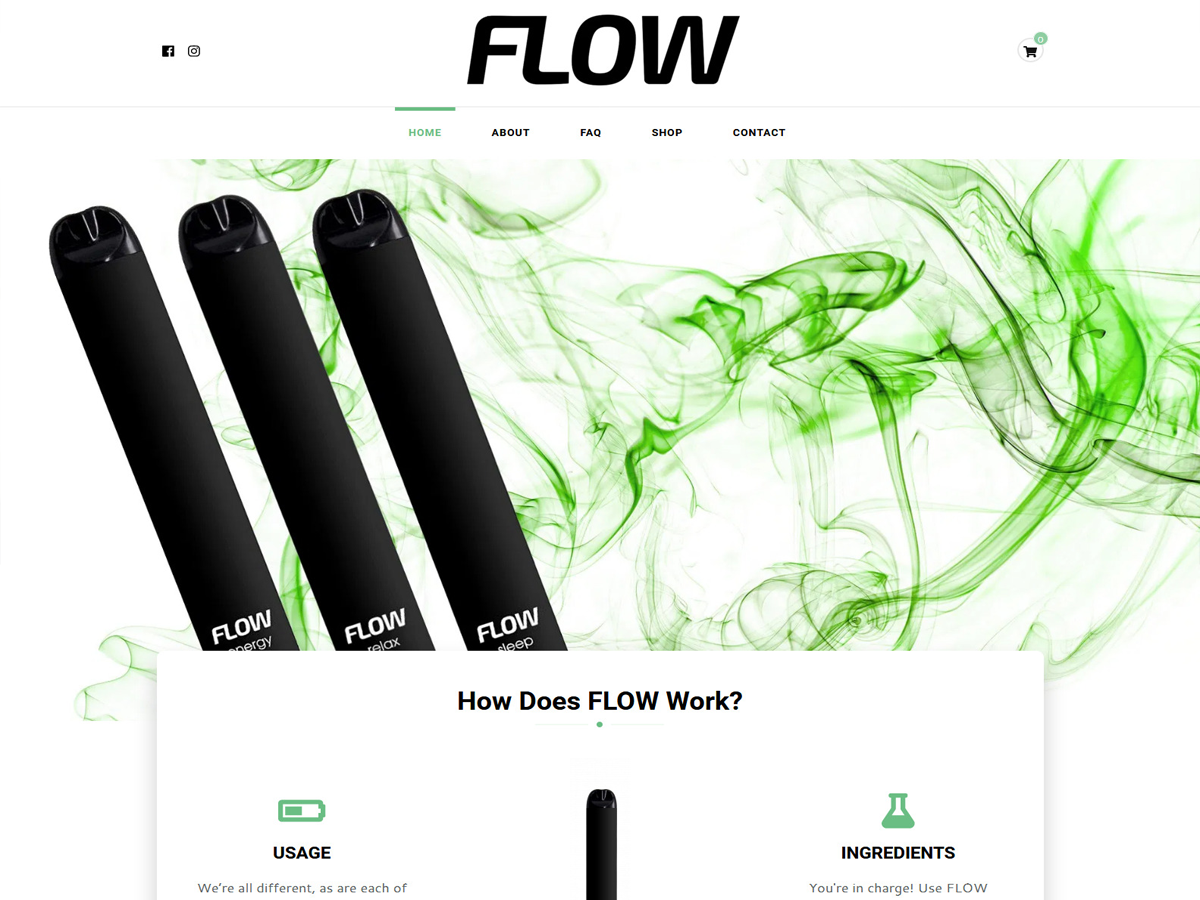 FLOW
0
HOME ABOUT FAQ SHOP CONTACT
FLOW
energy
FLOW
relax
FLOW
sleep
How Does FLOW Work?
USAGE
We’re all different, as are each of
INGREDIENTS
You're in charge! Use FLOW